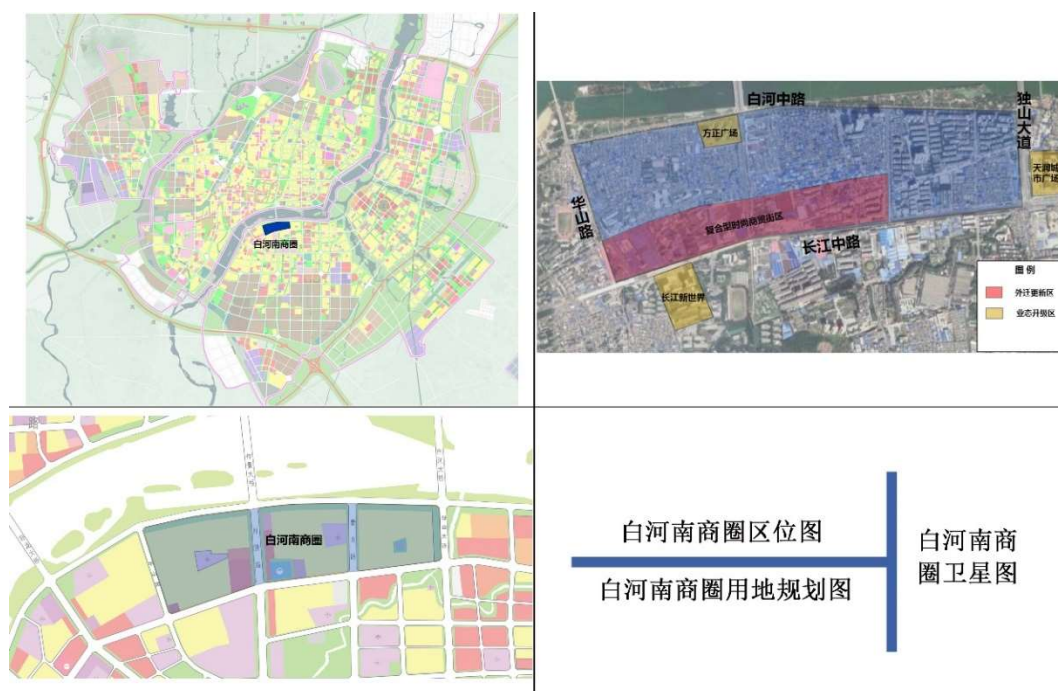 白河南商圈
白河中路
独山大道
方正广场
天润城
市广场
华山路
复合型时尚商贸街区
长江中路
长江新世界
图 例
外迁更新区
业态升级区
路
白河南商圈
白河南商圈区位图
白河南商圈用地规划图
白河南商
圈卫星图